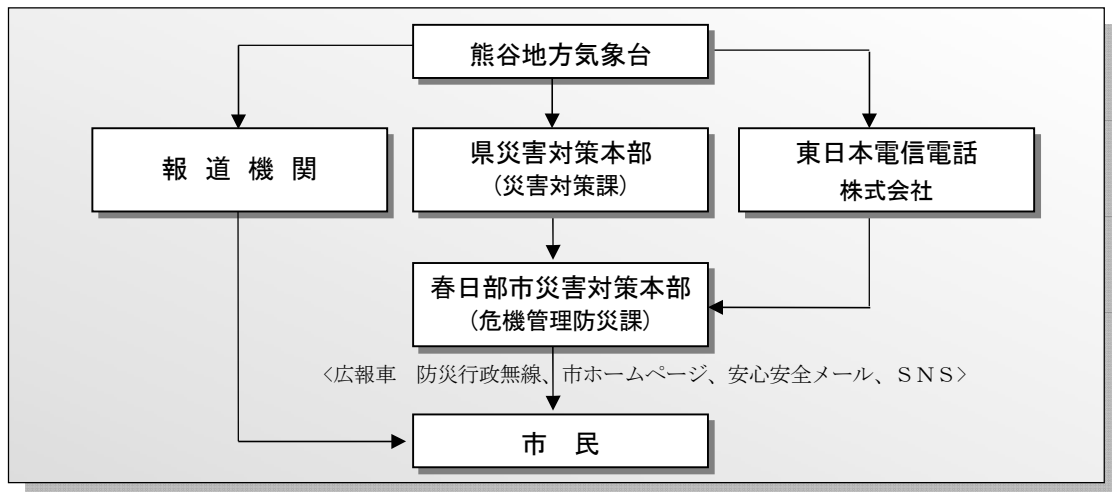 熊谷地方気象台
報 道 機 関
県災害対策本部
（災害対策課）
東日本電信電話
株式会社
春日部市災害対策本部
（危機管理防災課）
〈広報車　防災行政無線、市ホームページ、安心安全メール、ＳＮＳ〉
市　民